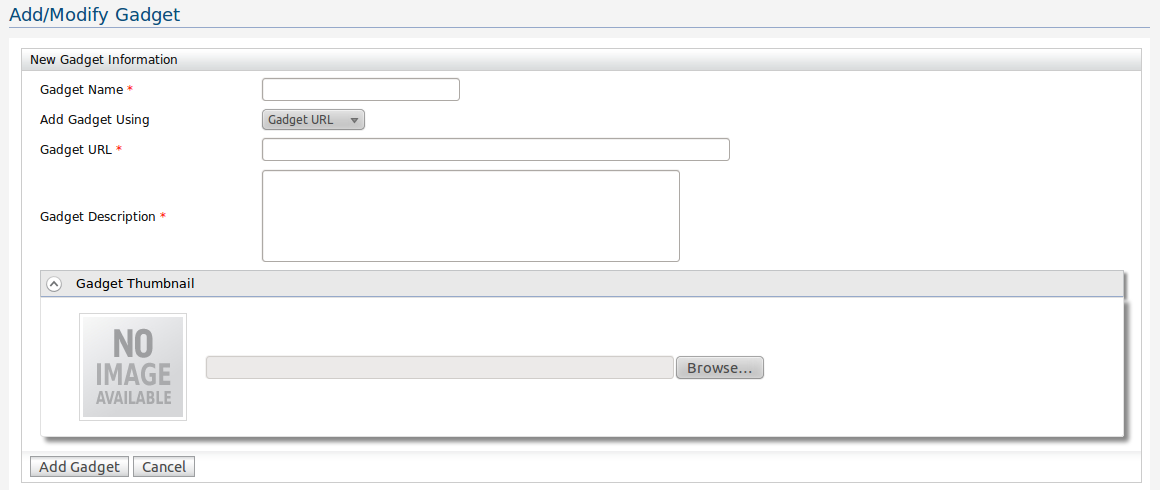 Add/Modify Gadget
New Gadget Information
Gadget Name *
Add Gadget Using Gadget URL
Gadget URL *
Gadget Description *
Gadget Thumbnail
NO
IMAGE
AVAILABLE
Browse...
Add Gadget Cancel